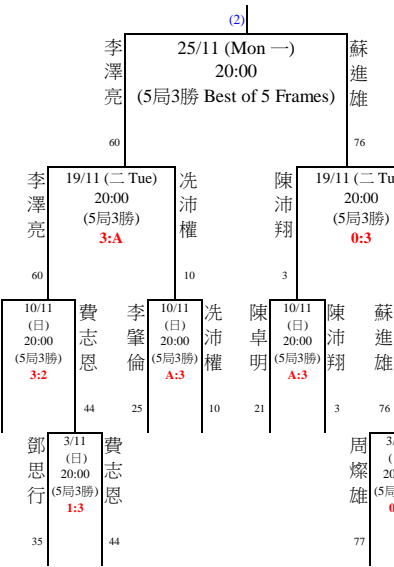 (2)
李澤亮
25/11 (Mon 一)
20:00
(5局3勝 Best of 5 Frames)
蘇進雄
60
76
李澤亮
19/11 (二 Tue)
20:00
(5局3勝)
3:A
冼沛權
陳沛翔
19/11 (二 Tu
20:00
(5局3勝)
0:3
60
10
3
10/11
(日)
20:00
(5局3勝)
3:2
費志恩
李肇倫
10/11
(日)
20:00
(5局3勝)
A:3
冼沛權
陳卓明
10/11
(日)
20:00
(5局3勝)
A:3
陳沛翔
蘇進雄
44
25
10
21
3
76
鄧思行
3/11
(日)
20:00
(5局3勝)
1:3
費志恩
周燦雄
3/
(
20
(5局
0
35
44
77